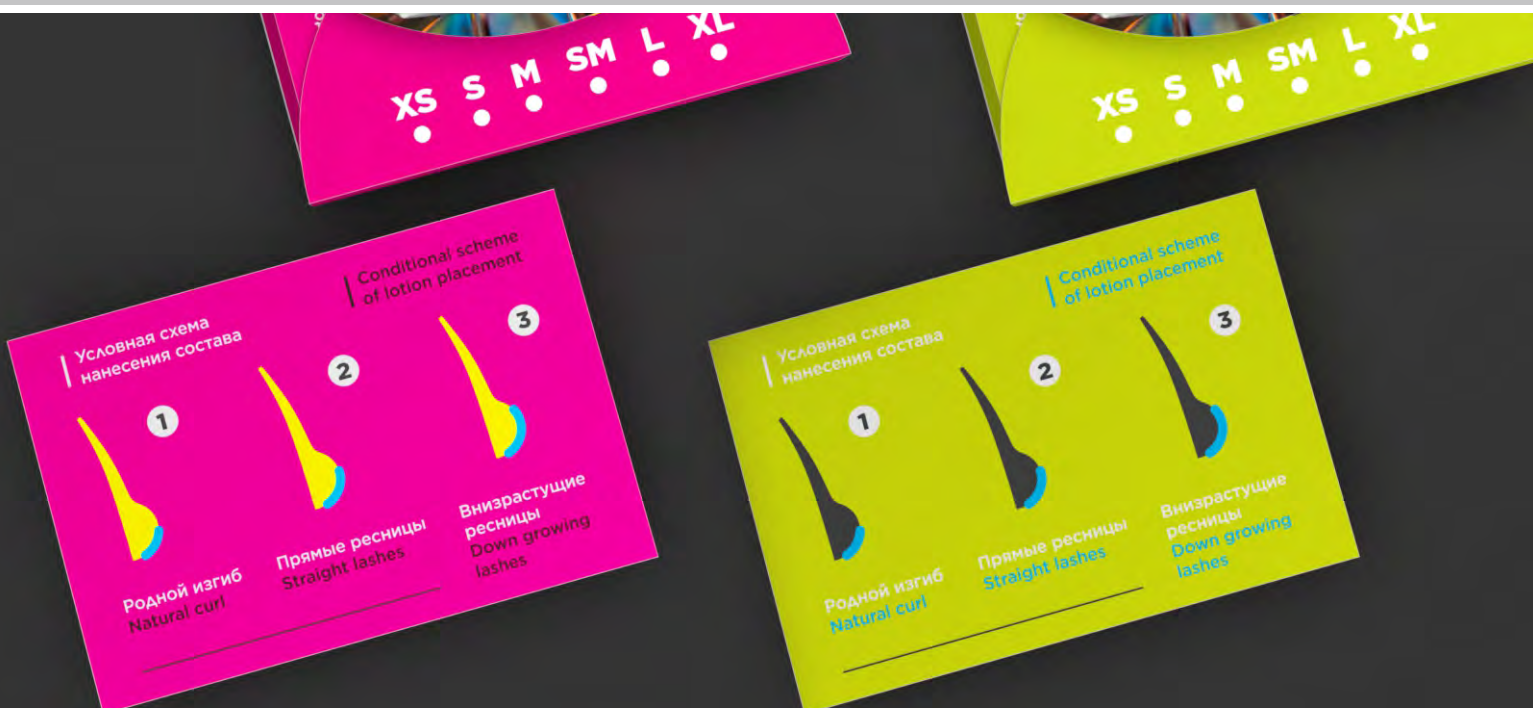 XS S M SM L XL
XS S M SM L XL
Conditional scheme
of lotion placement
Условная схема
нанесения состава
1
2
3
Родной изгиб
Natural curl
Прямые ресницы
Straight lashes
Внизрастущие
ресницы
Down growing
lashes
Conditional scheme
of lotion placement
Условная схема
нанесения состава
1
2
3
Родной изгиб
Natural curl
Прямые ресницы
Straight lashes
Внизрастущие
ресницы
Down growing
lashes